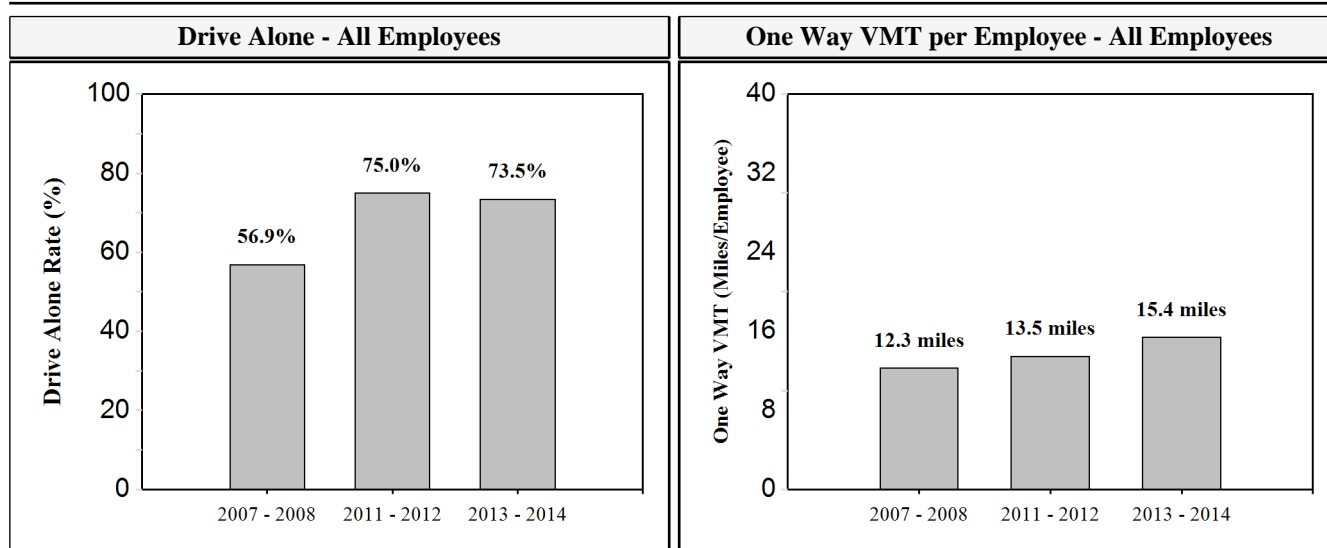 Drive Alone - All Employees
One Way VMT per Employee - All Employees
Drive Alone Rate (%)
100
80
60
40
20
0
56.9%
75.0%
73.5%
2007 - 2008
2011 - 2012
2013 - 2014
One Way VMT (Miles/Employee)
40
32
24
16
8
0
12.3 miles
13.5 miles
15.4 miles
2007 - 2008
2011 - 2012
2013 - 2014